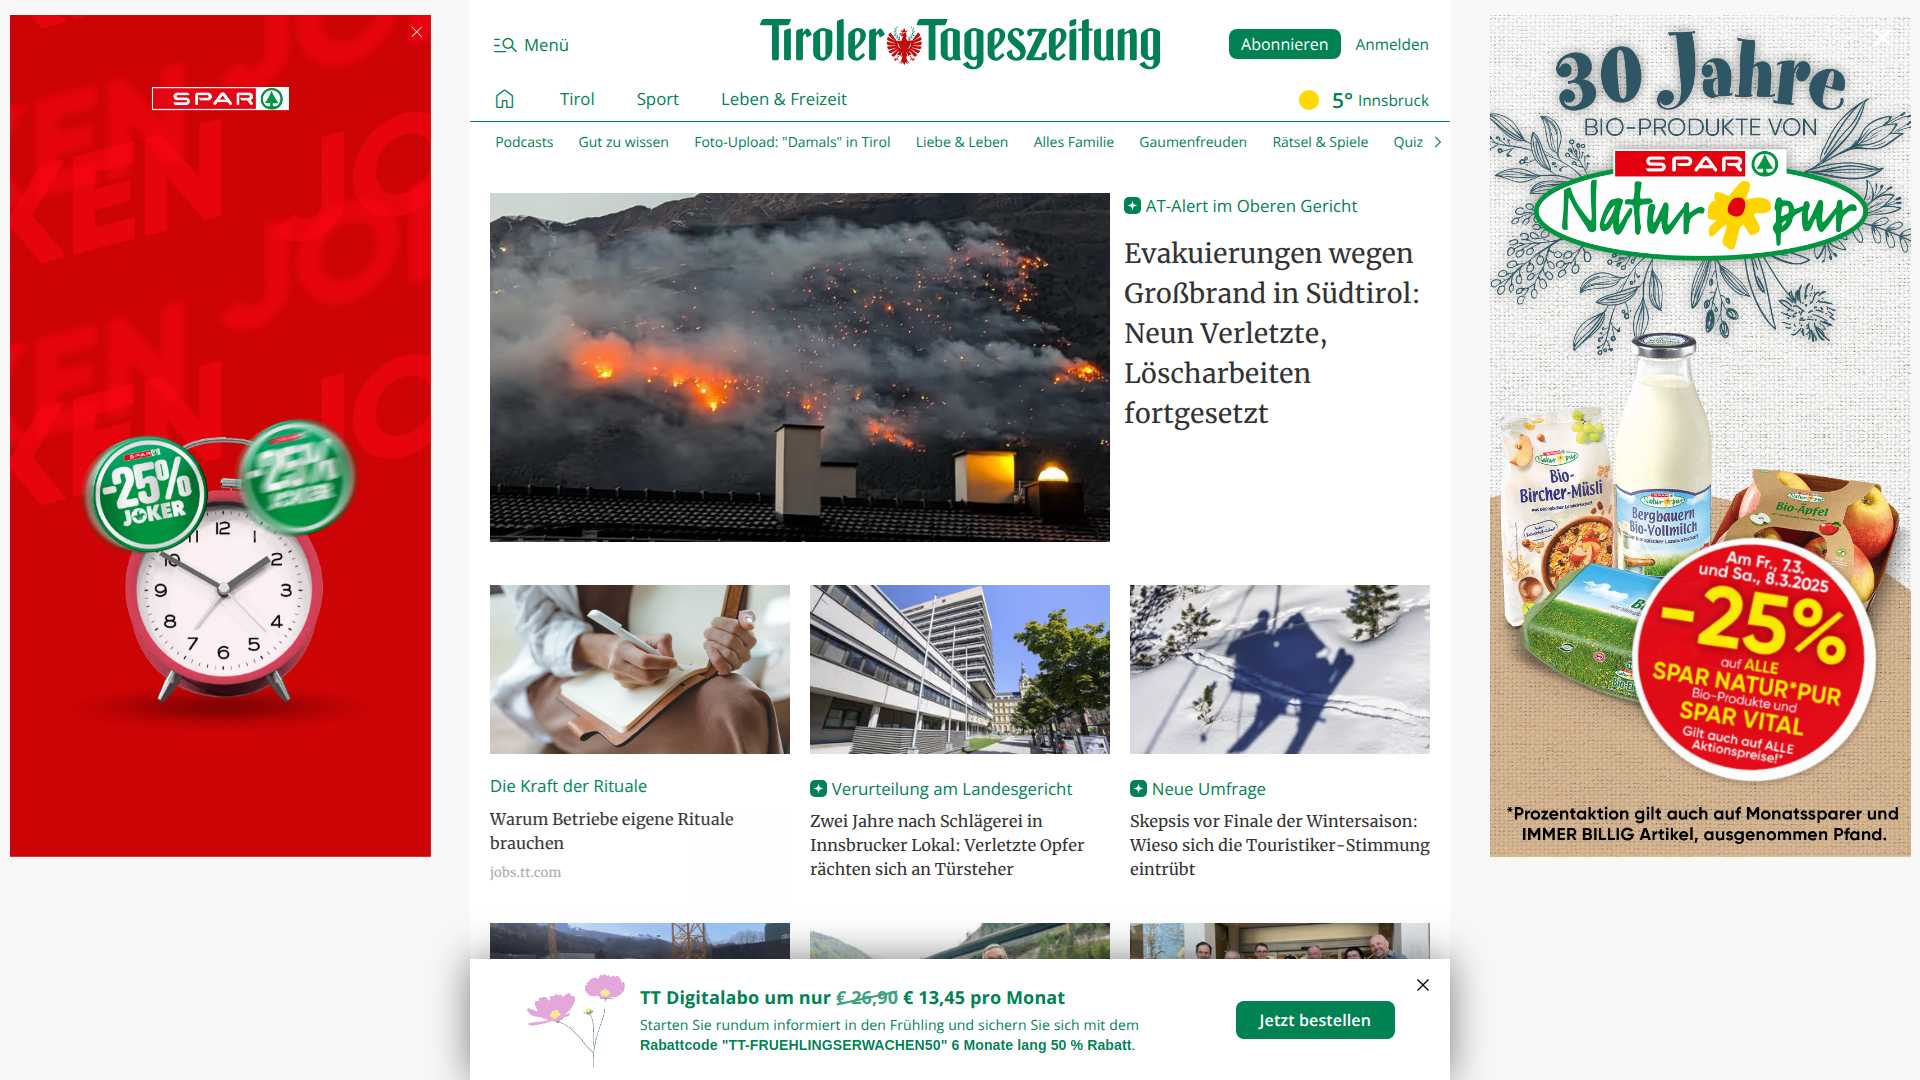 Menü
Tiroler Tageszeitung
Abonnieren
Anmelden
Tirol
Sport
Leben & Freizeit
5° Innsbruck
Podcasts
Gut zu wissen
Foto-Upload: "Damals" in Tirol
Liebe & Leben
Alles Familie
Gaumenfreuden
Rätsel & Spiele
Quiz
AT-Alert im Oberen Gericht
Evakuierungen wegen
Großbrand in Südtirol:
Neun Verletzte,
Löscharbeiten
fortgesetzt
Die Kraft der Rituale
Warum Betriebe eigene Rituale
brauchen
jobs.tt.com
Verurteilung am Landesgericht
Zwei Jahre nach Schlägerei in
Innsbrucker Lokal: Verletzte Opfer
rächten sich an Türsteher
Neue Umfrage
Skepsis vor Finale der Wintersaison:
Wieso sich die Touristiker-Stimmung
eintrübt
TT Digitalabo um nur € 26,90 € 13,45 pro Monat
Starten Sie rundum informiert in den Frühling und sichern Sie sich mit dem
Rabattcode "TT-FRUEHLINGSERWACHEN50" 6 Monate lang 50 % Rabatt.
Jetzt bestellen
SPAR
-25%
JOKER
-25%
JOKER
12
1
2
3
4
5
6
7
8
9
10
11
30 Jahre
BIO-PRODUKTE VON
SPAR
Natur pur
Bio-
Bircher-Müsli
Bergbauern
Bio-Vollmilch
Bio-Äpfel
Am Fr., 7.3.
und Sa., 8.3.2025
-25%
auf ALLE
SPAR NATUR*PUR
Bio-Produkte und
SPAR VITAL
Gilt auch auf ALLE
Aktionspreise!*
*Prozentaktion gilt auch auf Monatssparer und
IMMER BILLIG Artikel, ausgenommen Pfand.